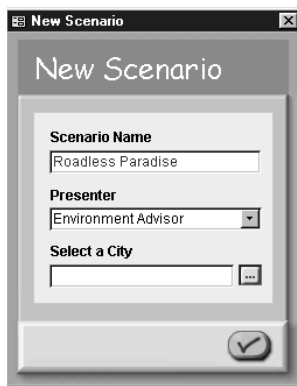 New Scenario
New Scenario
Scenario Name
Roadless Paradise
Presenter
Environment Advisor
Select a City
...